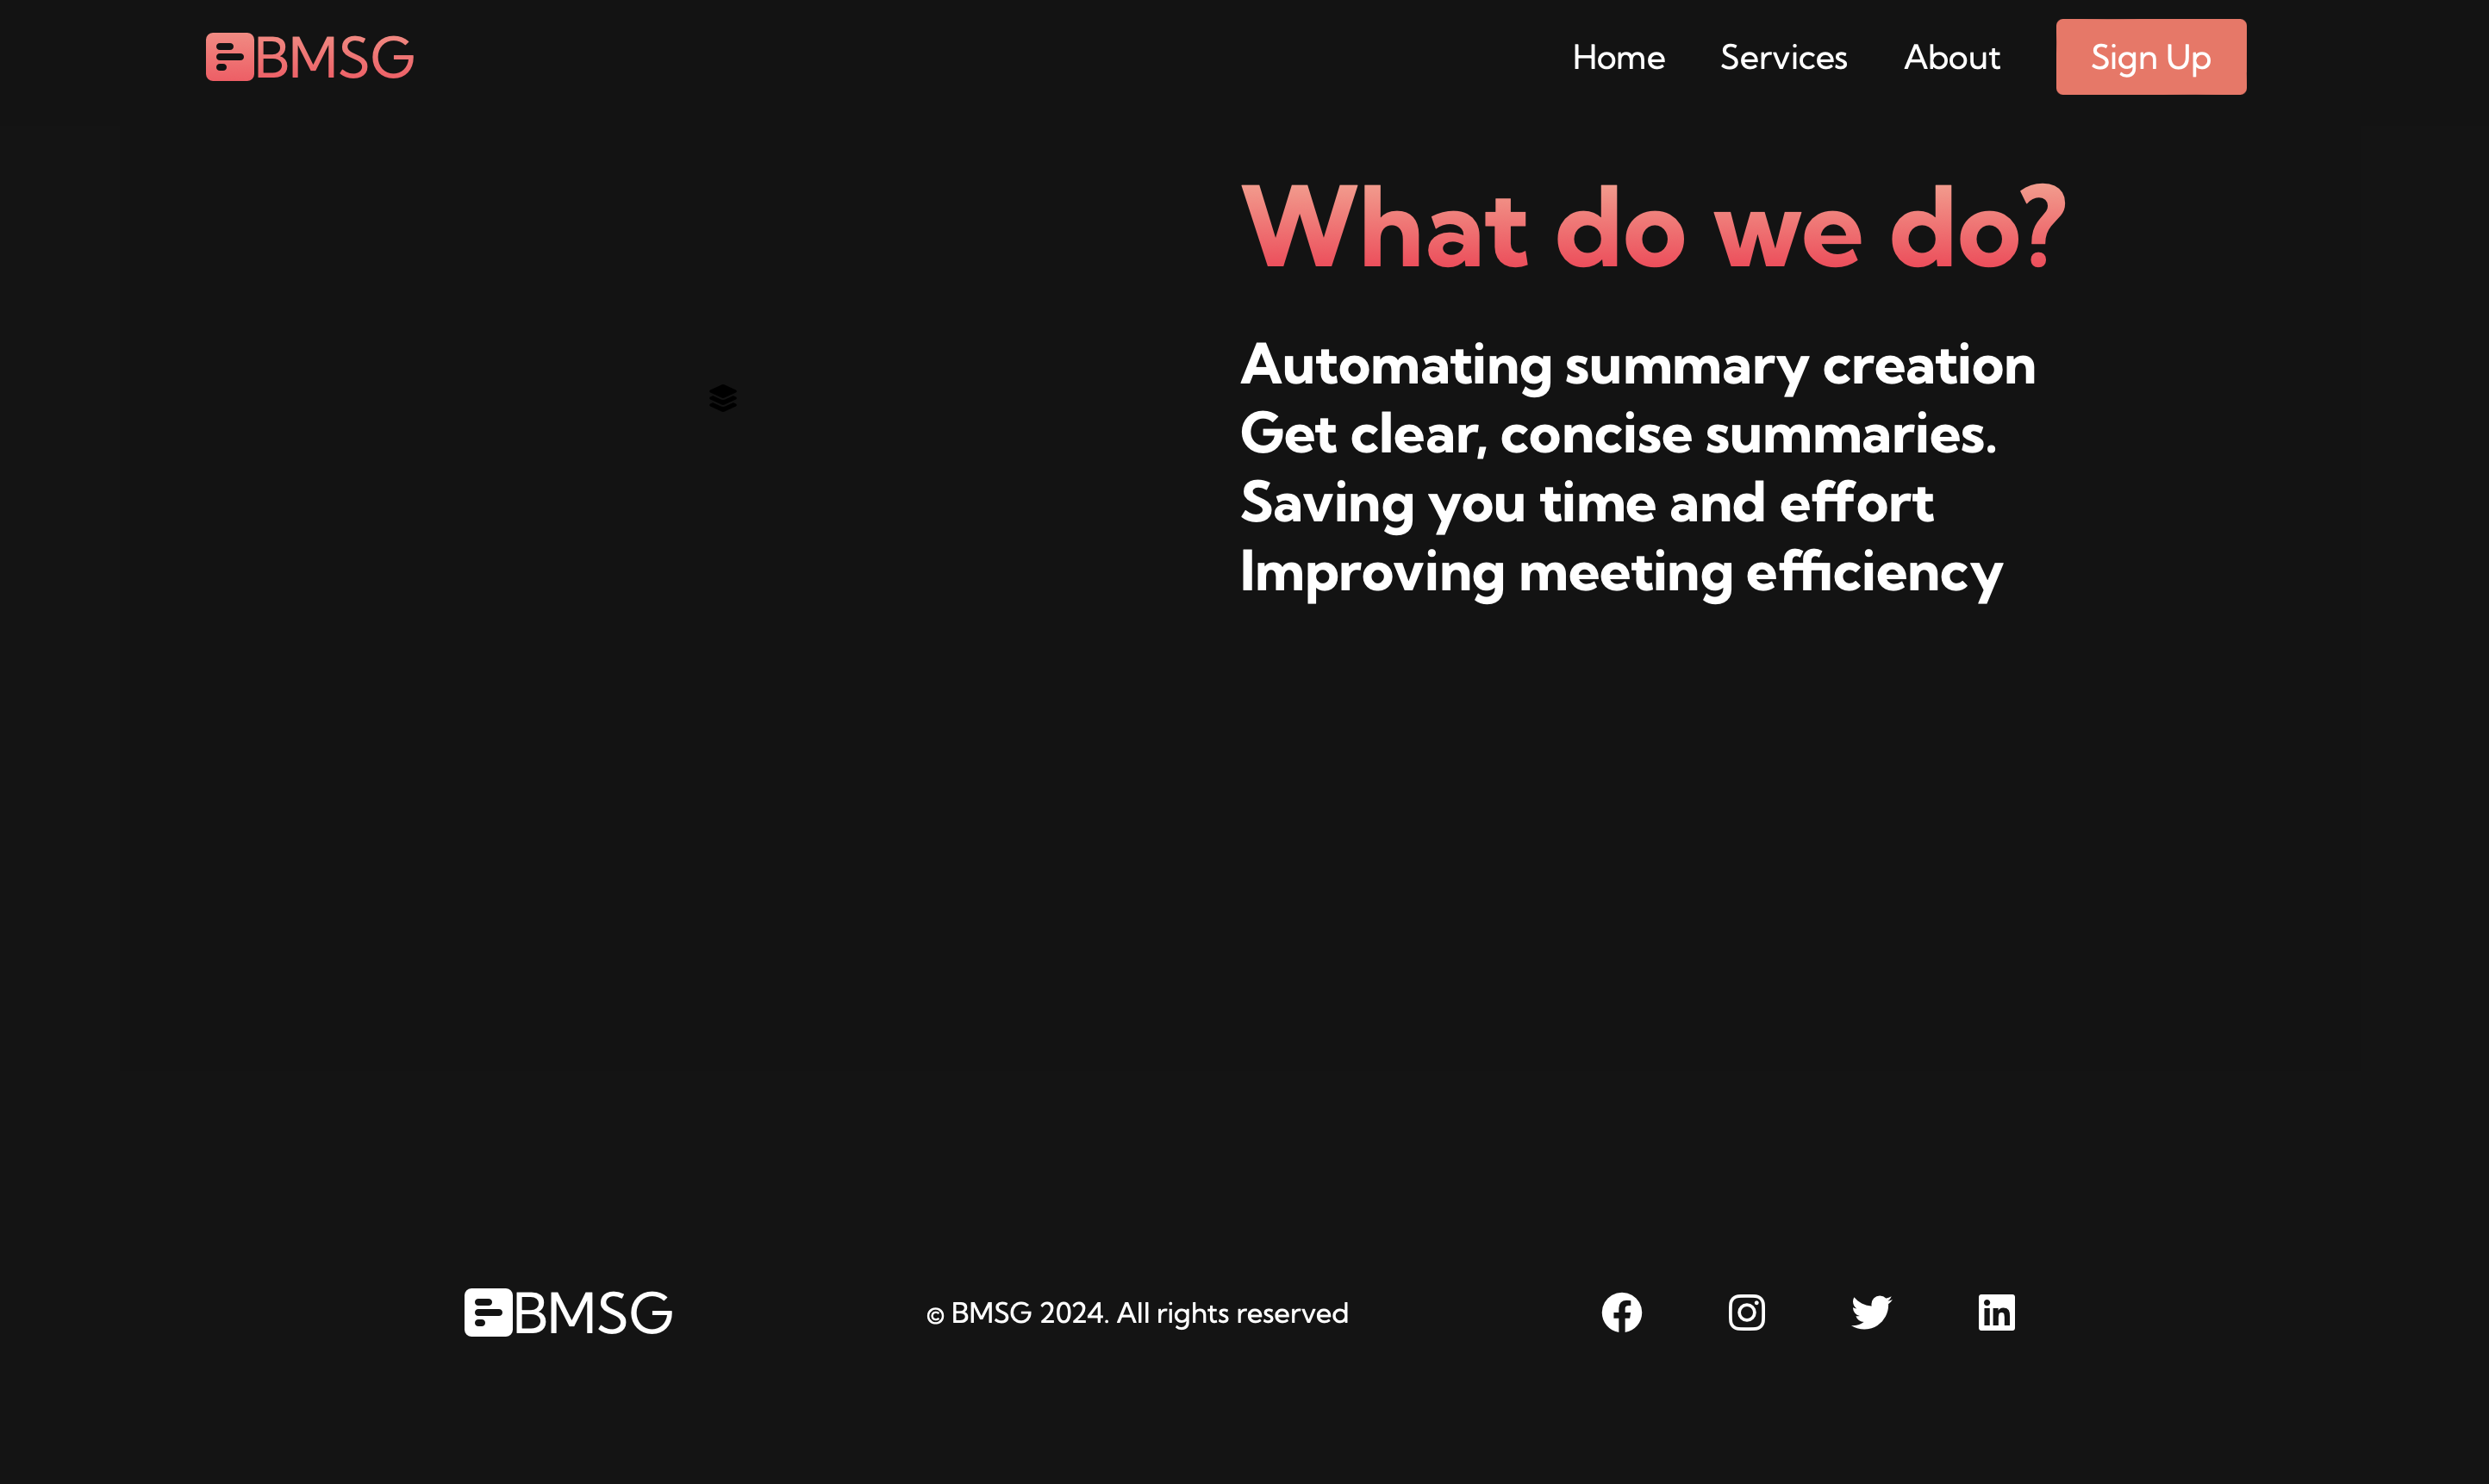 BMSG
Home Services About Sign Up
What do we do?
Automating summary creation
Get clear, concise summaries.
Saving you time and effort
Improving meeting efficiency
BMSG
© BMSG 2024. All rights reserved